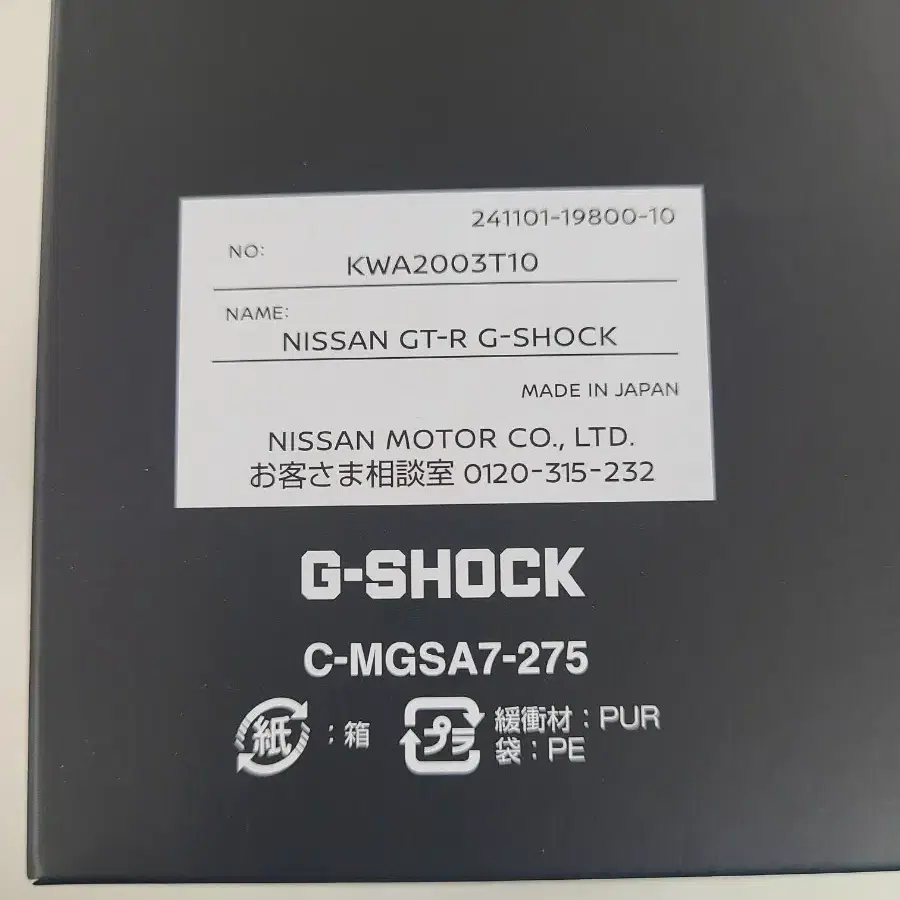 241101-19800-10
NO:
KWA2003T10
NAME:
NISSAN GT-R G-SHOCK
MADE IN JAPAN
NISSAN MOTOR CO., LTD.
お客さま相談室 0120-315-232
G-SHOCK
C-MGSA7-275
紙 : 箱
プラ 緩衝材 : PUR
袋 : PE